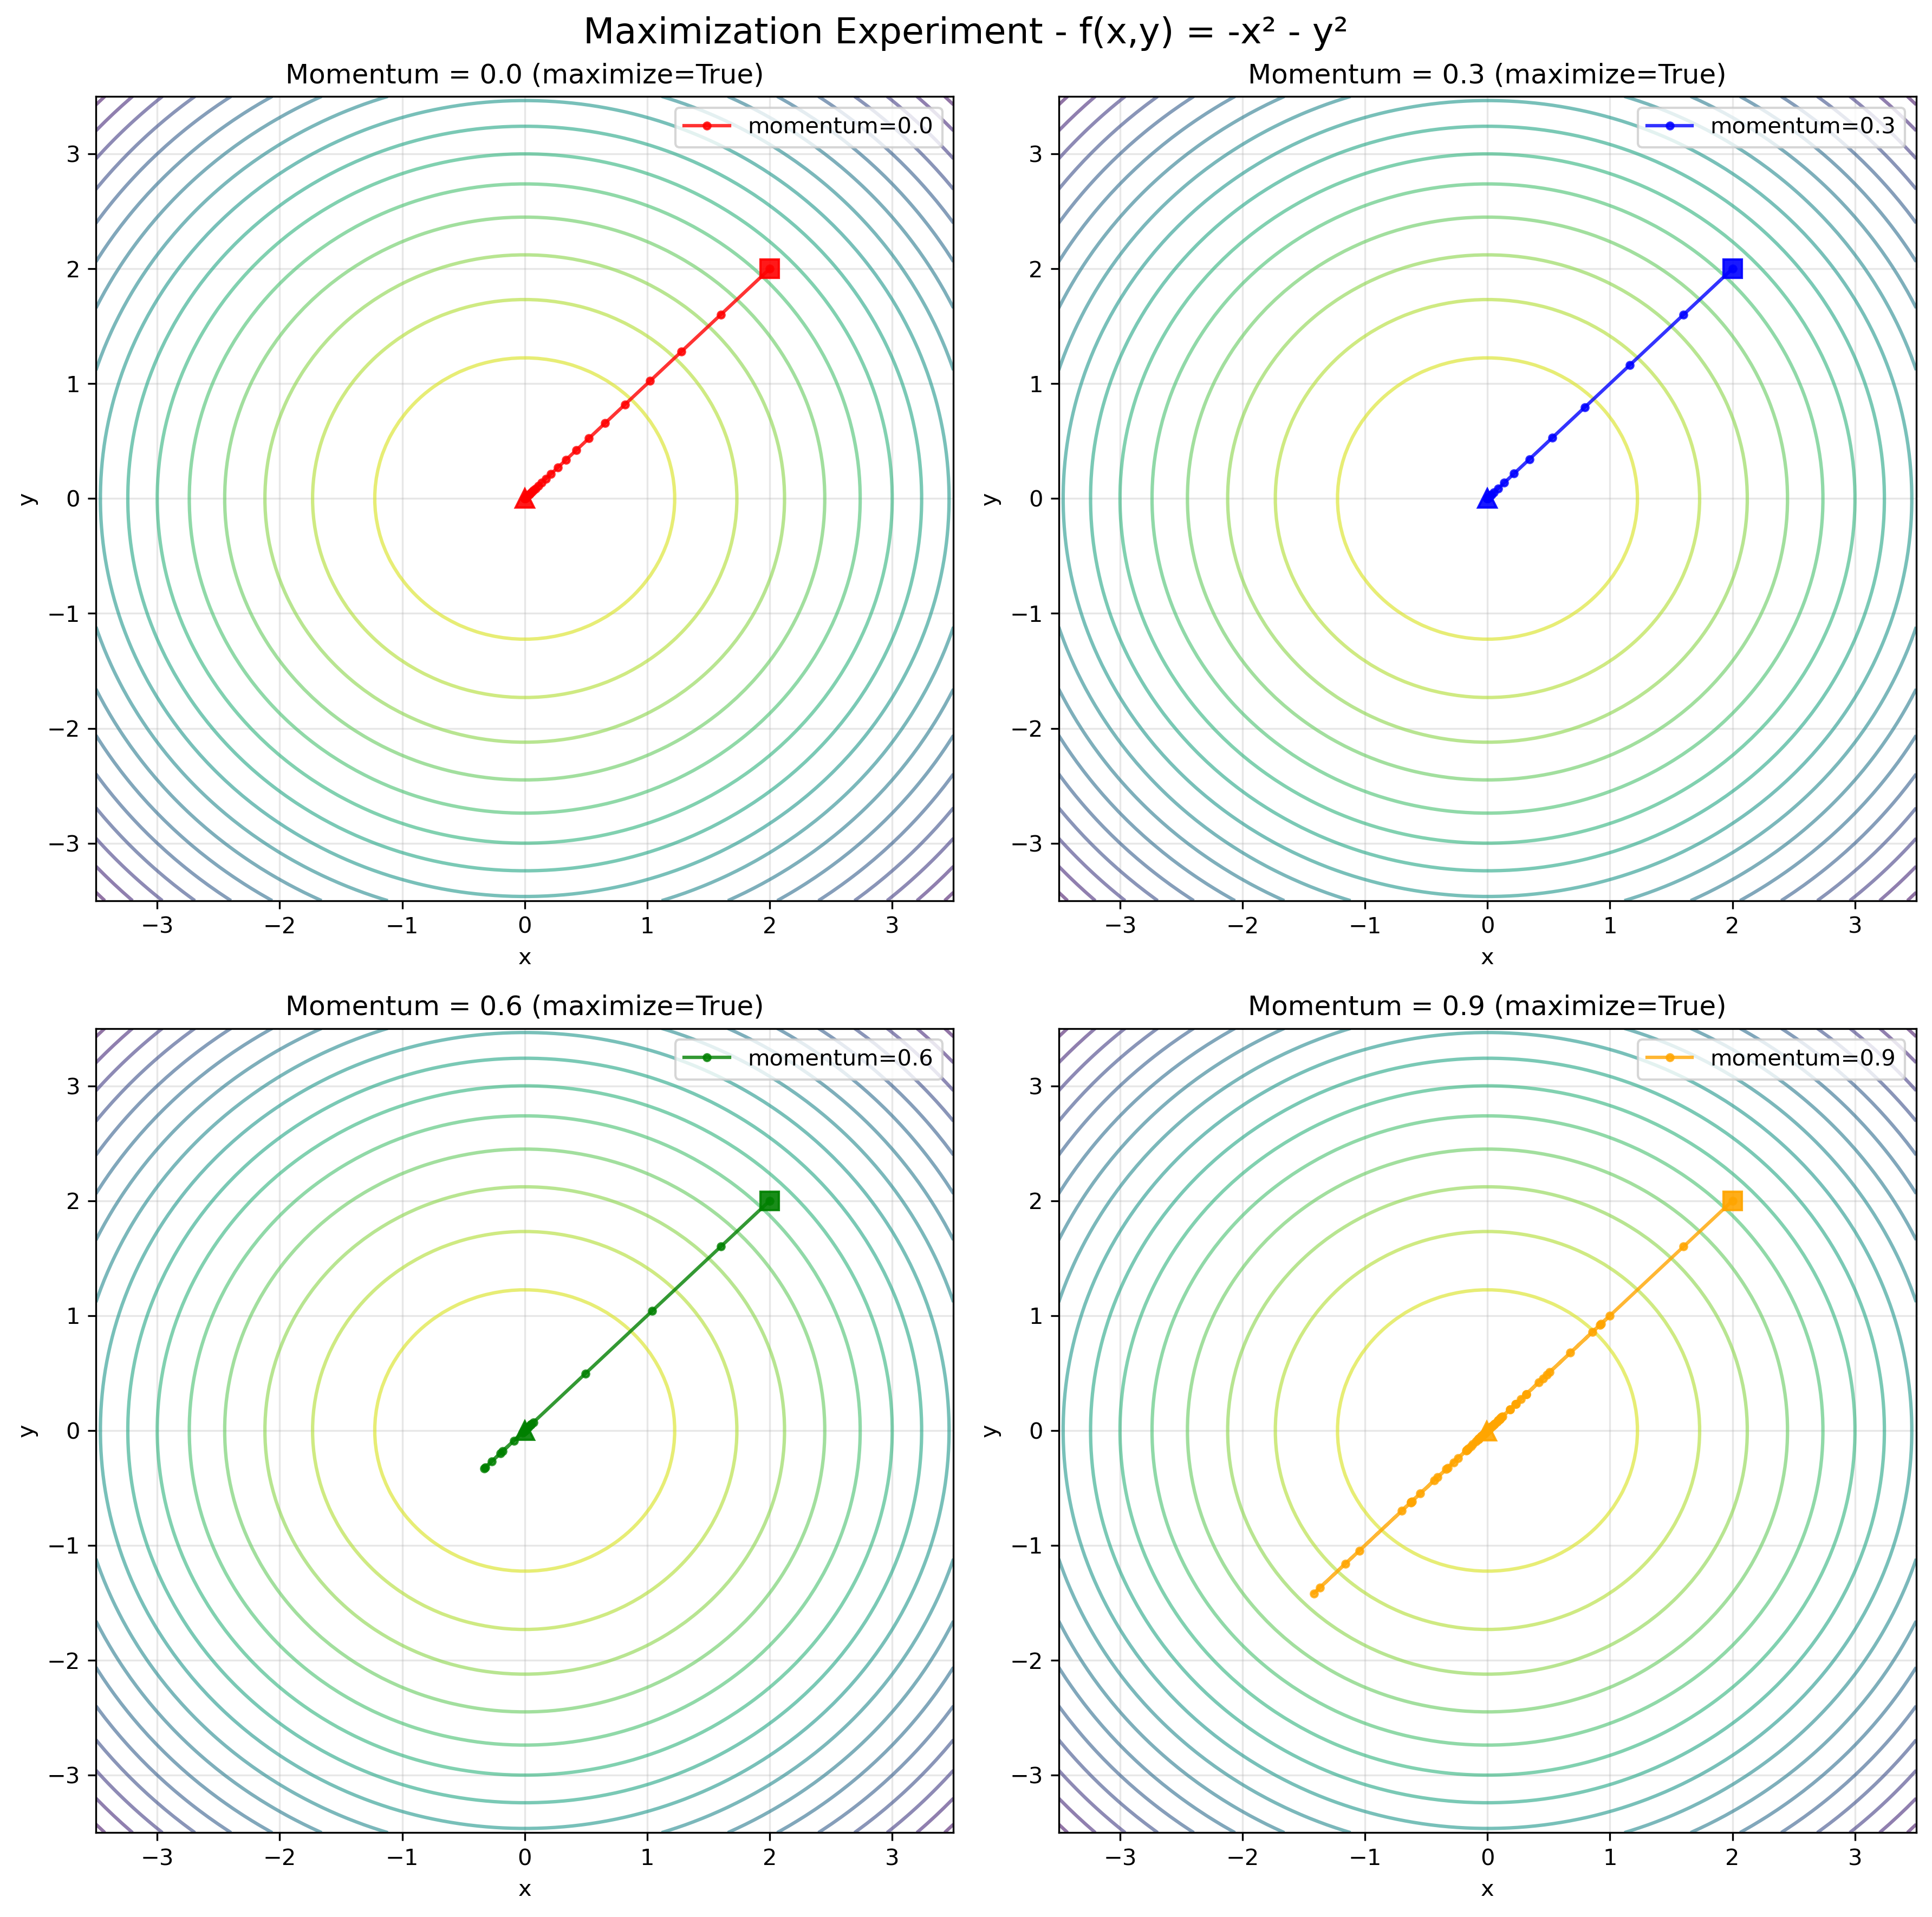 Maximization Experiment - f(x,y) = -x² - y²
Momentum = 0.0 (maximize=True)
momentum=0.0
3
2
1
0
−1
−2
−3
y
−3 −2 −1 0 1 2 3
x
Momentum = 0.3 (maximize=True)
momentum=0.3
3
2
1
0
−1
−2
−3
y
−3 −2 −1 0 1 2 3
x
Momentum = 0.6 (maximize=True)
momentum=0.6
3
2
1
0
−1
−2
−3
y
−3 −2 −1 0 1 2 3
x
Momentum = 0.9 (maximize=True)
momentum=0.9
3
2
1
0
−1
−2
−3
y
−3 −2 −1 0 1 2 3
x